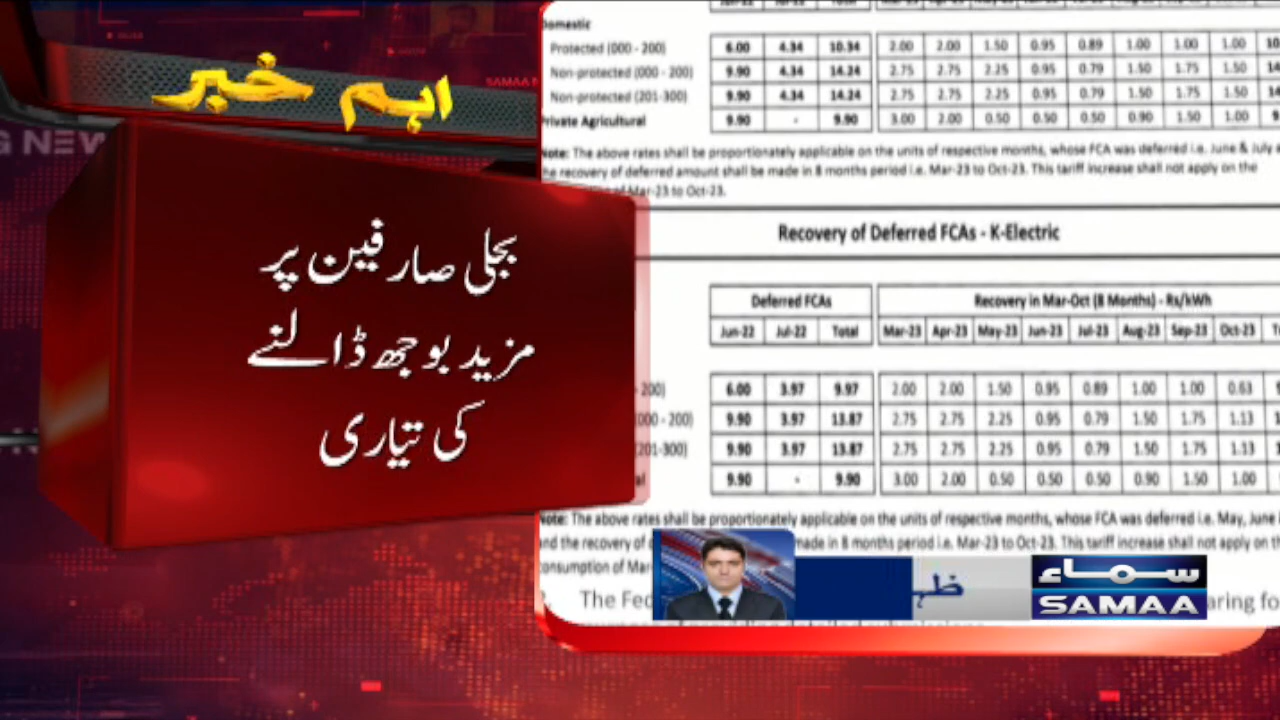 اہم خبر
بجلی صارفین پر
مزید بوجھ ڈالنے
کی تیاری
Jun-22 Jul-22 Total
Domestic
Protected (000 - 200) 6.00 4.34 10.34 2.00 2.00 1.50 0.95 0.89 1.00 1.00 1.00
Non-protected (000 - 200) 9.90 4.34 14.24 2.75 2.75 2.25 0.95 0.79 1.50 1.75 1.50
Non-protected (201-300) 9.90 4.34 14.24 2.75 2.75 2.25 0.95 0.79 1.50 1.75 1.50
Private Agricultural 9.90 - 9.90 3.00 2.00 0.50 0.50 0.50 0.90 1.50 1.00
Note: The above rates shall be proportionately applicable on the units of respective months, whose FCA was deferred i.e. June & July
the recovery of deferred amount shall be made in 8 months period i.e. Mar-23 to Oct-23. This tariff increase shall not apply on the
of Mar-23 to Oct-23.
Recovery of Deferred FCAs - K-Electric
Deferred FCAs Recovery in Mar-Oct (8 Months) - Rs/kWh
Jun-22 Jul-22 Total Mar-23 Apr-23 May-23 Jun-23 Jul-23 Aug-23 Sep-23 Oct-23
200) 6.00 3.97 9.97 2.00 2.00 1.50 0.95 0.89 1.00 1.00 0.63
000 - 200) 9.90 3.97 13.87 2.75 2.75 2.25 0.95 0.79 1.50 1.75 1.13
201-300) 9.90 3.97 13.87 2.75 2.75 2.25 0.95 0.79 1.50 1.75 1.13
9.90 - 9.90 3.00 2.00 0.50 0.50 0.50 0.90 1.50 1.00
Note: The above rates shall be proportionately applicable on the units of respective months, whose FCA was deferred i.e. May, June
and the recovery of made in 8 months period i.e. Mar-23 to Oct-23. This tariff increase shall not apply on the
consumption of
The
سماء
SAMAA